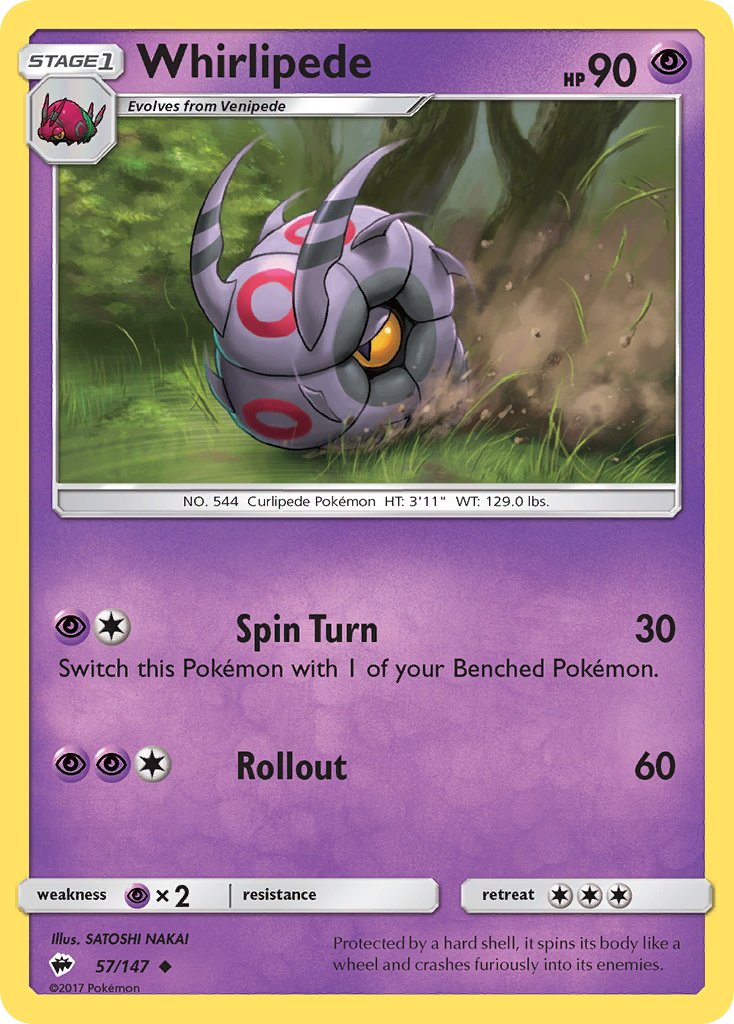 STAGE1
Whirlipede
HP 90
Evolves from Venipede
NO. 544 Curlipede Pokémon HT: 3'11" WT: 129.0 lbs.
Spin Turn 30
Switch this Pokémon with 1 of your Benched Pokémon.
Rollout 60
weakness ×2 resistance retreat
Illus. SATOSHI NAKAI
57/147
©2017 Pokémon
Protected by a hard shell, it spins its body like a
wheel and crashes furiously into its enemies.